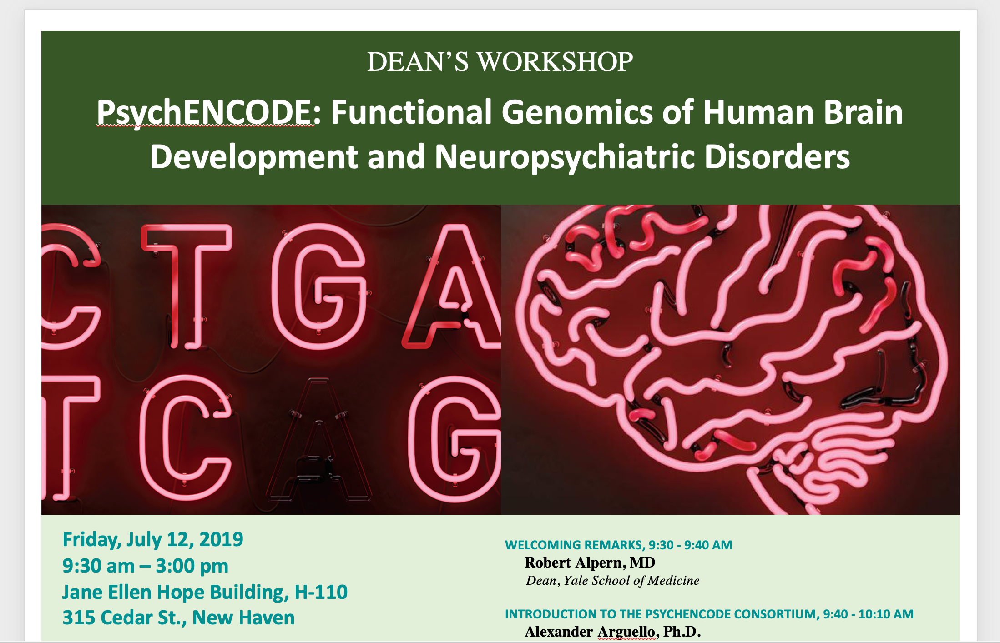 DEAN’S WORKSHOP
PsychENCODE: Functional Genomics of Human Brain
Development and Neuropsychiatric Disorders
C T G A
T C A G
Friday, July 12, 2019
9:30 am – 3:00 pm
Jane Ellen Hope Building, H-110
315 Cedar St., New Haven
WELCOMING REMARKS, 9:30 - 9:40 AM
Robert Alpern, MD
Dean, Yale School of Medicine
INTRODUCTION TO THE PSYCHENCODE CONSORTIUM, 9:40 - 10:10 AM
Alexander Arguello, Ph.D.